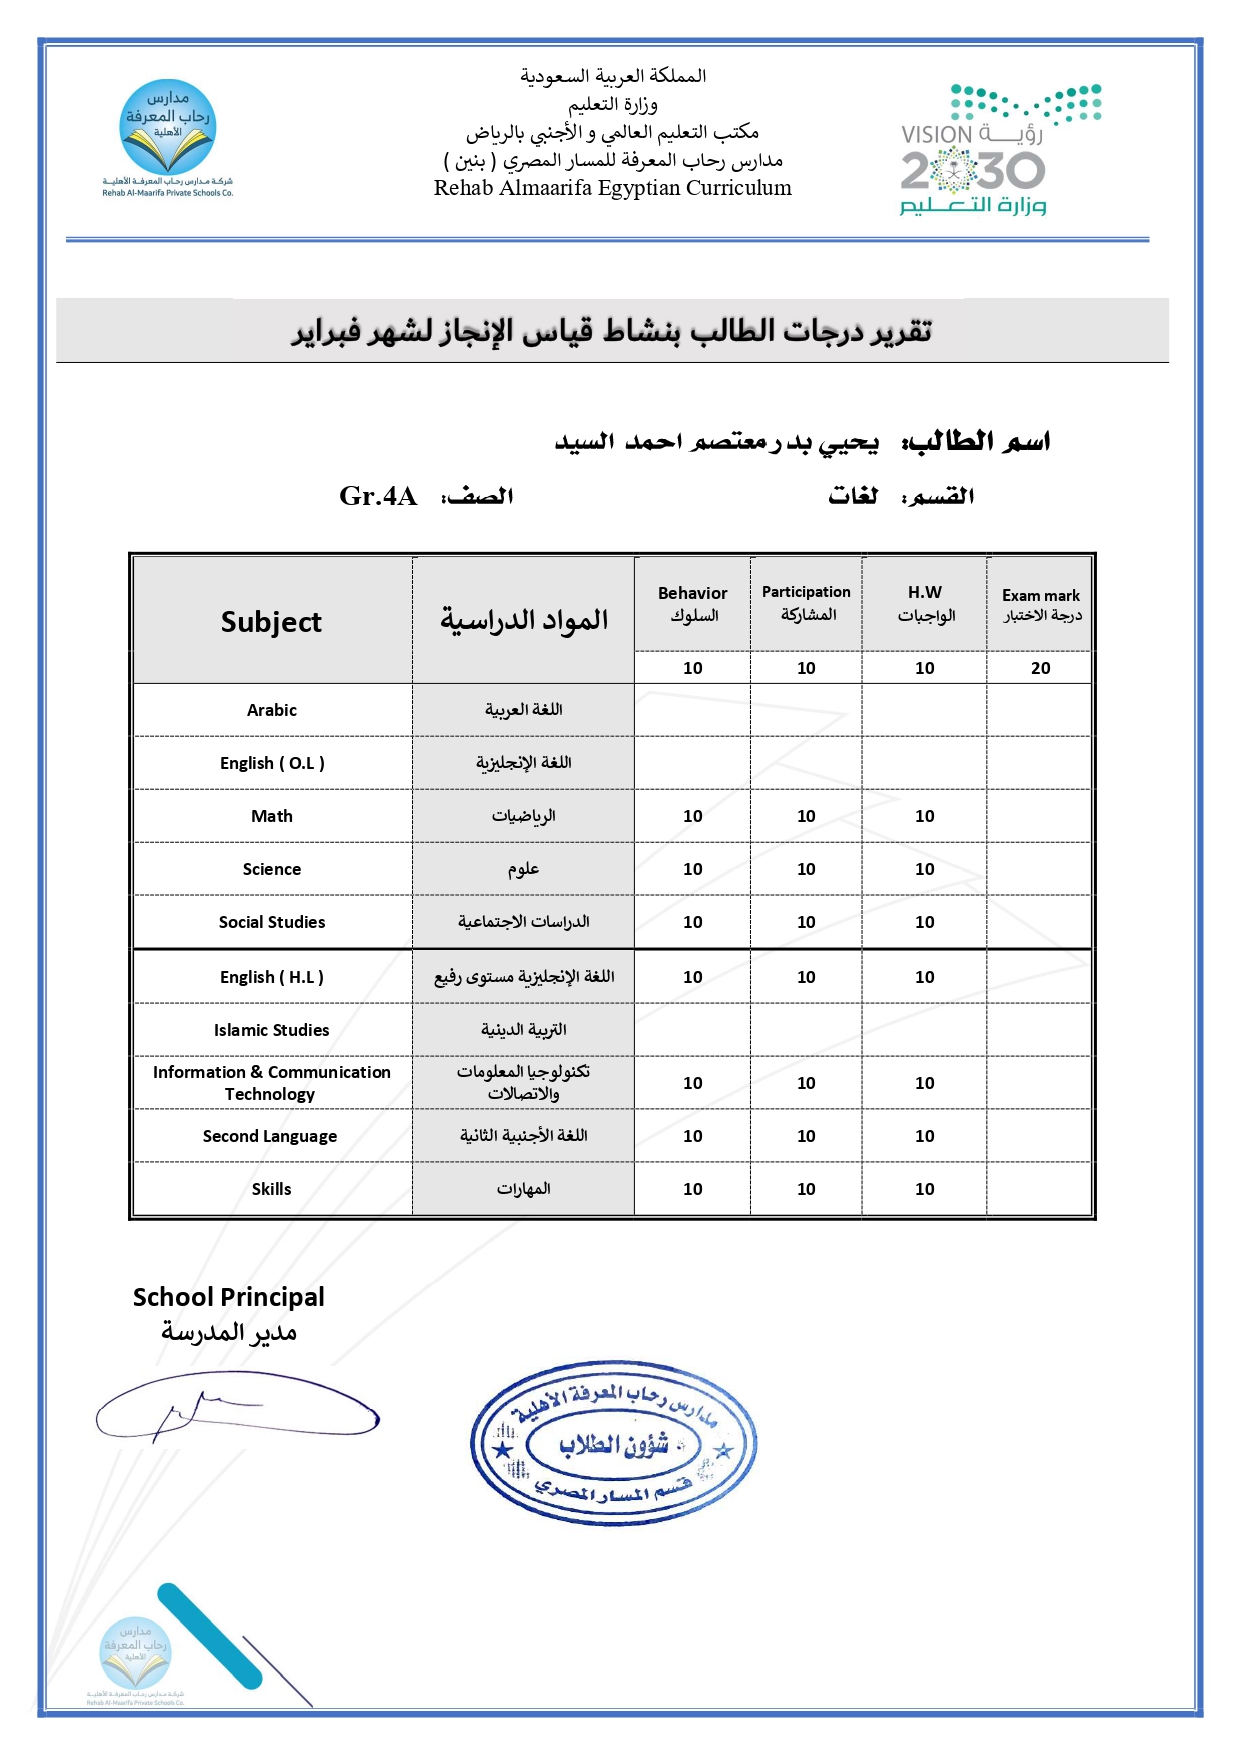 مدارس
رحاب المعرفة
الأهلية
شركة مدارس رحاب المعرفة الأهلية
Rehab Al-Maarifa Private Schools Co.
المملكة العربية السعودية
وزارة التعليم
مكتب التعليم العالمي و الأجنبي بالرياض
مدارس رحاب المعرفة للمسار المصري ( بنين )
Rehab Almaarifa Egyptian Curriculum
VISION رؤيـــة
2030
وزارة التعـــليم
تقرير درجات الطالب بنشاط قياس الإنجاز لشهر فبراير
اسم الطالب: يحيي بدر معتصم احمد السيد
القسم: لغات الصف: Gr.4A
Subject المواد الدراسية Behavior السلوك Participation المشاركة H.W الواجبات Exam mark درجة الاختبار
10 10 10 20
Arabic اللغة العربية
English ( O.L ) اللغة الإنجليزية
Math الرياضيات 10 10 10
Science علوم 10 10 10
Social Studies الدراسات الاجتماعية 10 10 10
English ( H.L ) اللغة الإنجليزية مستوى رفيع 10 10 10
Islamic Studies التربية الدينية
Information & Communication Technology تكنولوجيا المعلومات والاتصالات 10 10 10
Second Language اللغة الأجنبية الثانية 10 10 10
Skills المهارات 10 10 10
School Principal
مدير المدرسة
مدارس رحاب المعرفة الأهلية
شؤون الطلاب
قسم المسار المصري
مدارس
رحاب المعرفة
الأهلية
شركة مدارس رحاب المعرفة الأهلية
Rehab Al-Maarifa Private Schools Co.